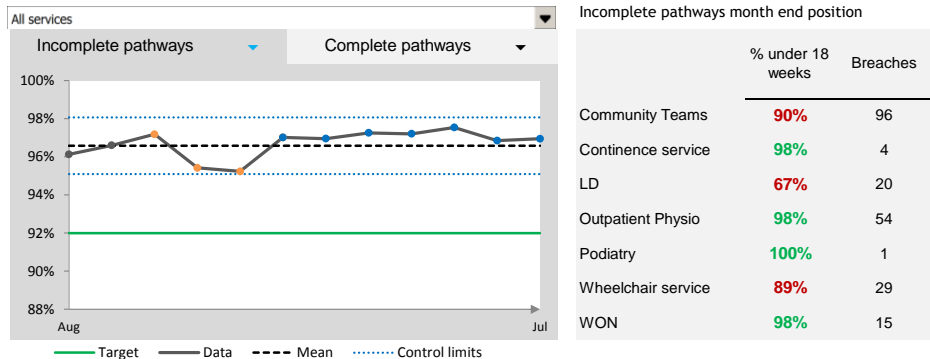 All services
Incomplete pathways
Complete pathways
100%
98%
96%
94%
92%
90%
88%
Aug
Jul
Target
Data
Mean
Control limits
Incomplete pathways month end position
% under 18 weeks
Breaches
Community Teams 90% 96
Continence service 98% 4
LD 67% 20
Outpatient Physio 98% 54
Podiatry 100% 1
Wheelchair service 89% 29
WON 98% 15